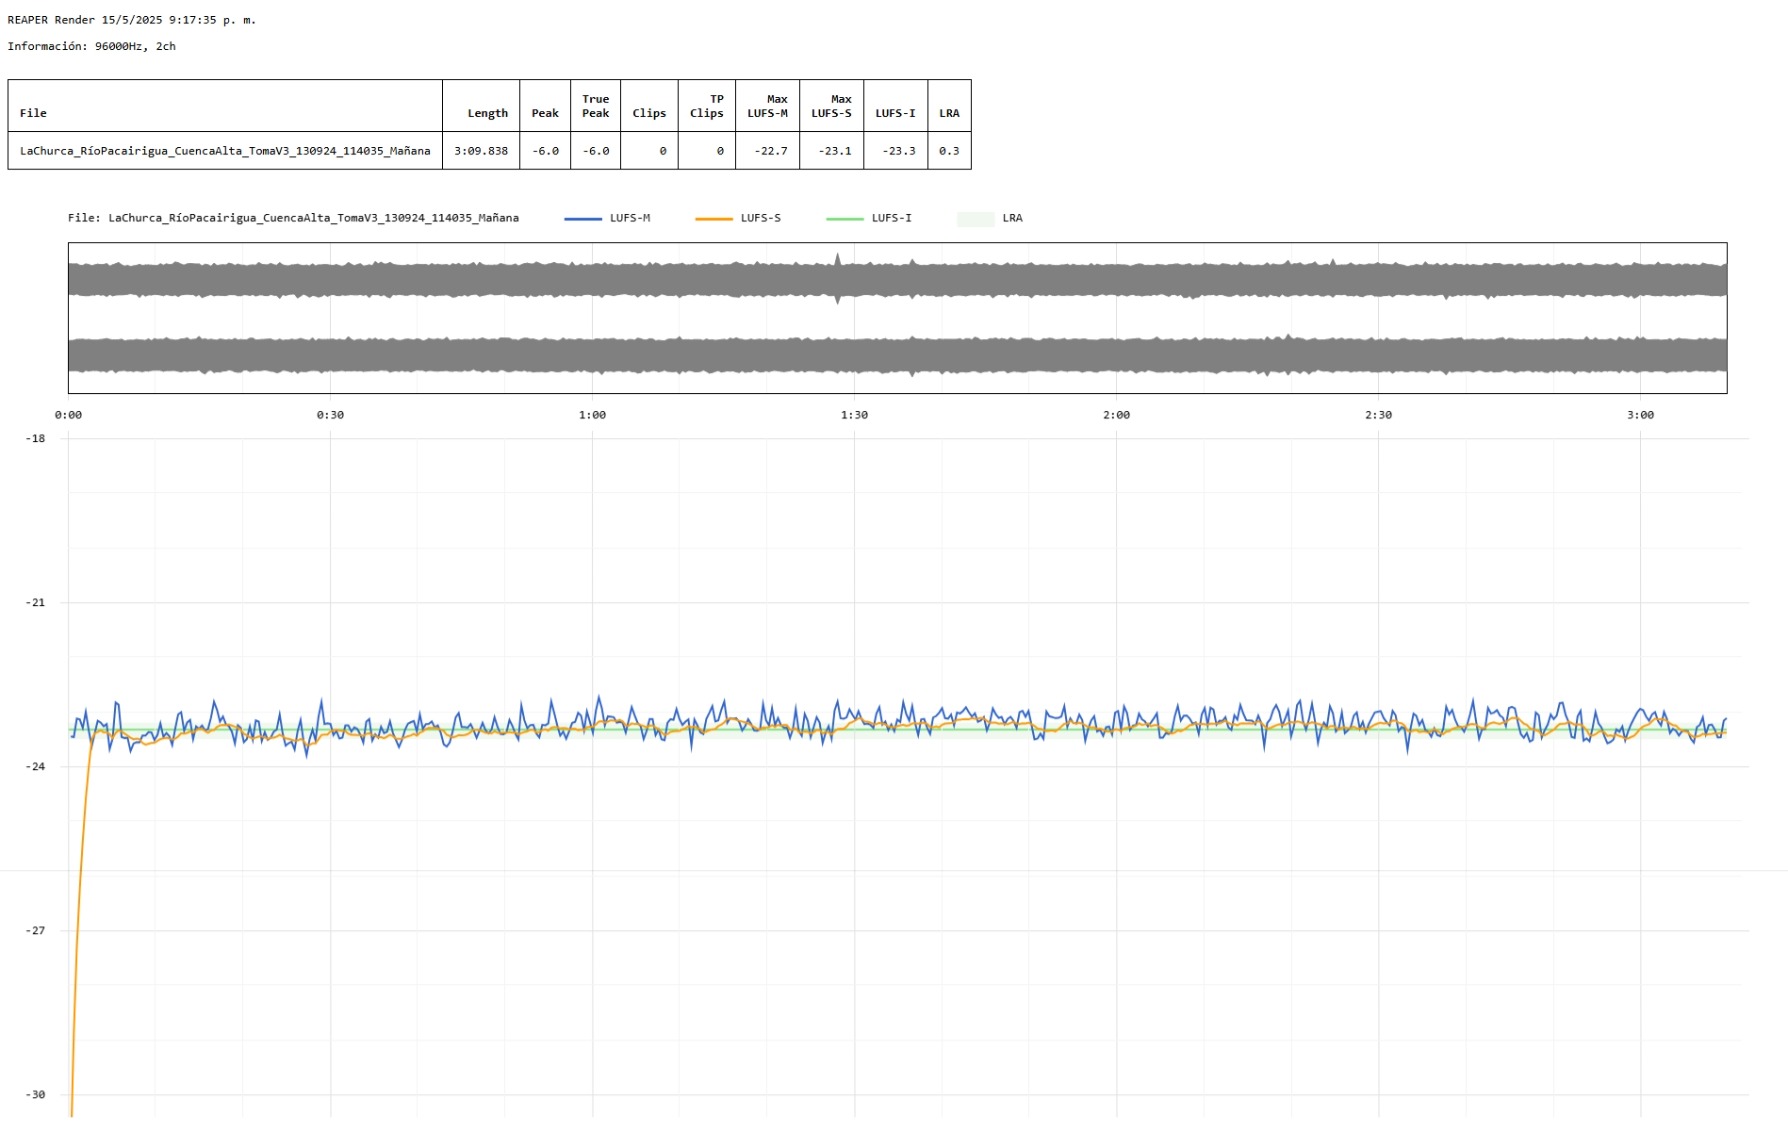 REAPER Render 15/5/2025 9:17:35 p. m.
Información: 96000Hz, 2ch
File Length Peak True Peak Clips TP Clips Max LUFS-M Max LUFS-S LUFS-I LRA
LaChurca_RíoPacairigua_CuencaAlta_TomaV3_130924_114035_Mañana 3:09.838 -6.0 -6.0 0 0 -22.7 -23.1 -23.3 0.3
File: LaChurca_RíoPacairigua_CuencaAlta_TomaV3_130924_114035_Mañana LUFS-M LUFS-S LUFS-I LRA
0:00 0:30 1:00 1:30 2:00 2:30 3:00
-18
-21
-24
-27
-30